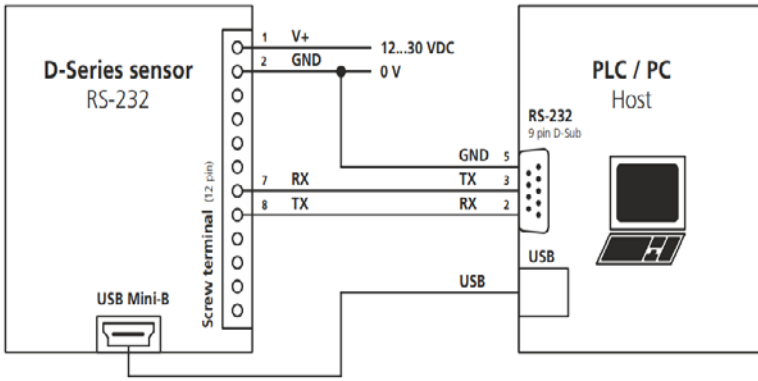 D-Series sensor
RS-232
Screw terminal (12 pin)
1 V+ 12...30 VDC
2 GND 0 V
7 RX
8 TX
USB Mini-B
PLC / PC
Host
RS-232
9 pin D-Sub
GND 5
TX 3
RX 2
USB
USB